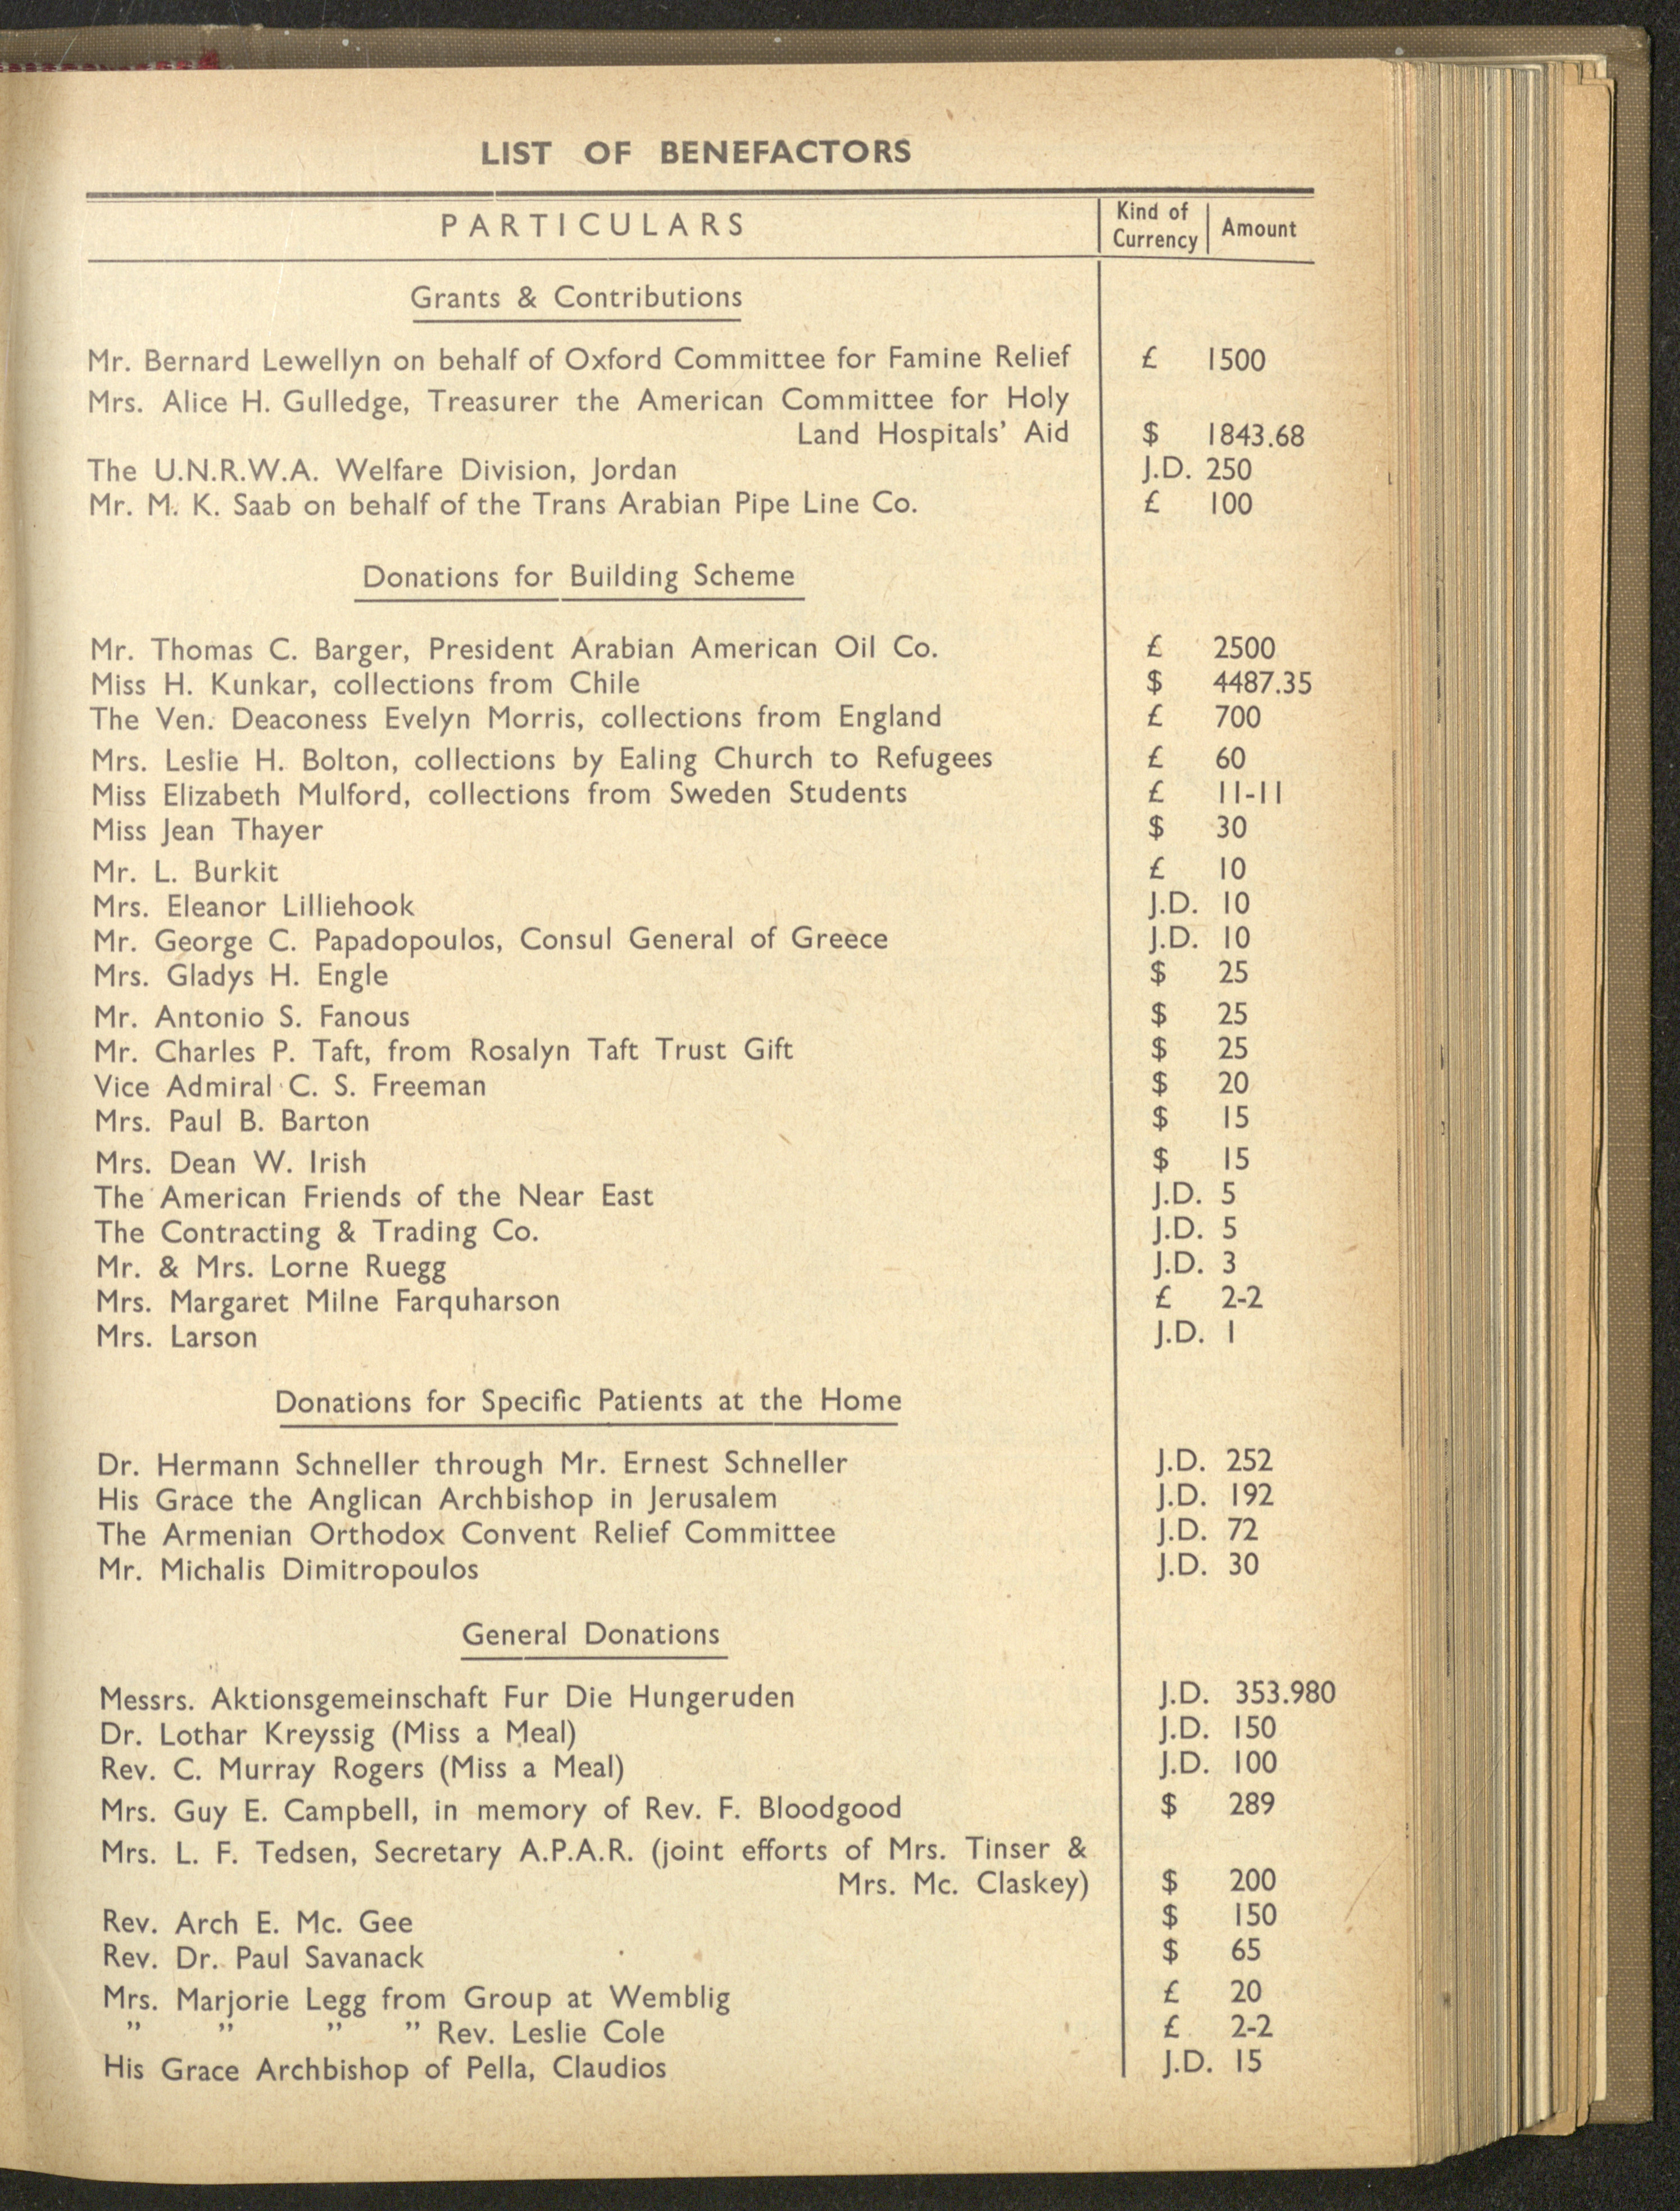 LIST OF BENEFACTORS
PARTICULARS Kind of Currency Amount
Grants & Contributions
Mr. Bernard Lewellyn on behalf of Oxford Committee for Famine Relief £ 1500
Mrs. Alice H. Gulledge, Treasurer the American Committee for Holy
Land Hospitals’ Aid $ 1843.68
The U.N.R.W.A. Welfare Division, Jordan J.D. 250
Mr. M. K. Saab on behalf of the Trans Arabian Pipe Line Co. £ 100
Donations for Building Scheme
Mr. Thomas C. Barger, President Arabian American Oil Co. £ 2500
Miss H. Kunkar, collections from Chile $ 4487.35
The Ven. Deaconess Evelyn Morris, collections from England £ 700
Mrs. Leslie H. Bolton, collections by Ealing Church to Refugees £ 60
Miss Elizabeth Mulford, collections from Sweden Students £ 11-11
Miss Jean Thayer $ 30
Mr. L. Burkit £ 10
Mrs. Eleanor Lilliehook J.D. 10
Mr. George C. Papadopoulos, Consul General of Greece J.D. 10
Mrs. Gladys H. Engle $ 25
Mr. Antonio S. Fanous $ 25
Mr. Charles P. Taft, from Rosalyn Taft Trust Gift $ 25
Vice Admiral C. S. Freeman $ 20
Mrs. Paul B. Barton $ 15
Mrs. Dean W. Irish $ 15
The American Friends of the Near East J.D. 5
The Contracting & Trading Co. J.D. 5
Mr. & Mrs. Lorne Ruegg J.D. 3
Mrs. Margaret Milne Farquharson £ 2-2
Mrs. Larson J.D. 1
Donations for Specific Patients at the Home
Dr. Hermann Schneller through Mr. Ernest Schneller J.D. 252
His Grace the Anglican Archbishop in Jerusalem J.D. 192
The Armenian Orthodox Convent Relief Committee J.D. 72
Mr. Michalis Dimitropoulos J.D. 30
General Donations
Messrs. Aktionsgemeinschaft Fur Die Hungeruden J.D. 353.980
Dr. Lothar Kreyssig (Miss a Meal) J.D. 150
Rev. C. Murray Rogers (Miss a Meal) J.D. 100
Mrs. Guy E. Campbell, in memory of Rev. F. Bloodgood $ 289
Mrs. L. F. Tedsen, Secretary A.P.A.R. (joint efforts of Mrs. Tinser &
Mrs. Mc. Claskey) $ 200
Rev. Arch E. Mc. Gee $ 150
Rev. Dr. Paul Savanack $ 65
Mrs. Marjorie Legg from Group at Wemblig £ 20
” ” ” ” Rev. Leslie Cole £ 2-2
His Grace Archbishop of Pella, Claudios J.D. 15